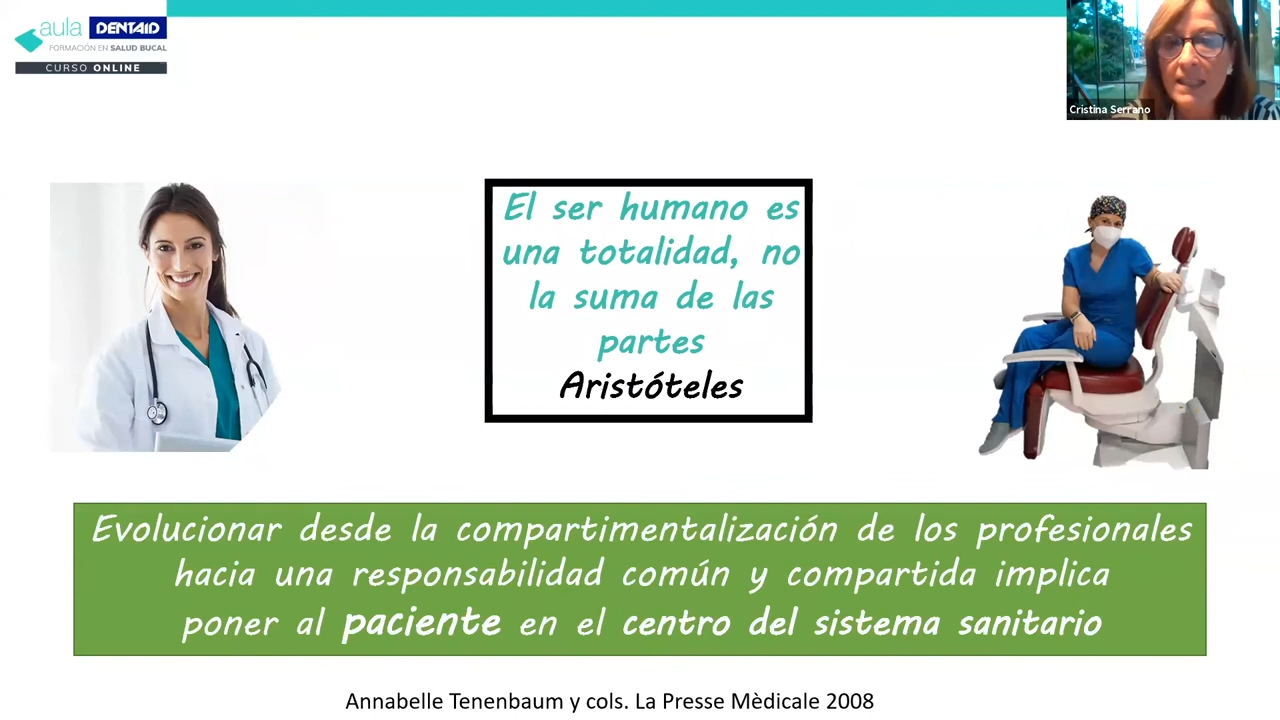 aula DENTAID
FORMACIÓN EN SALUD BUCAL
CURSO ONLINE
Cristina Serrano
El ser humano es
una totalidad, no
la suma de las
partes
Aristóteles
Evolucionar desde la compartimentalización de los profesionales
hacia una responsabilidad común y compartida implica
poner al paciente en el centro del sistema sanitario
Annabelle Tenenbaum y cols. La Presse Mèdicale 2008